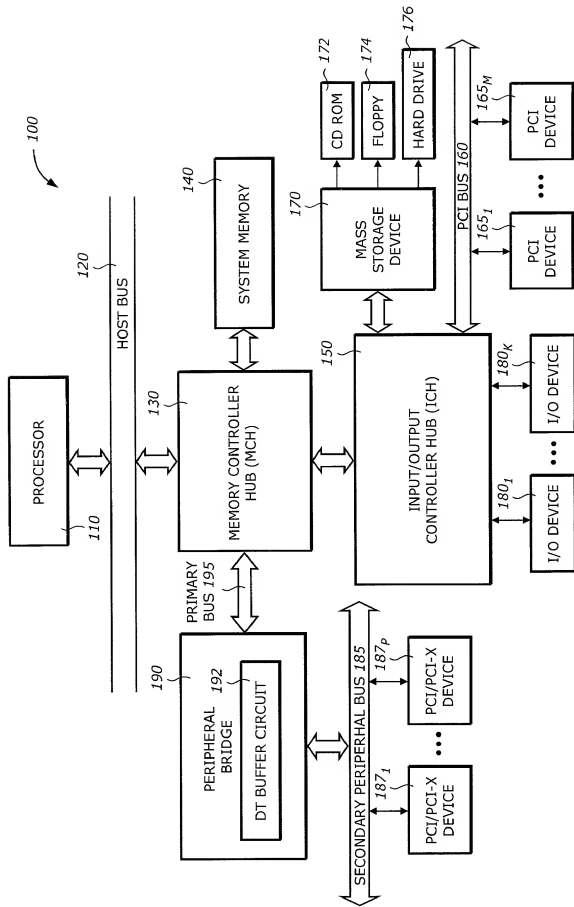 100
PROCESSOR
110
120
HOST BUS
190
PERIPHERAL
BRIDGE
192
DT BUFFER CIRCUIT
PRIMARY
BUS 195
130
MEMORY CONTROLLER
HUB (MCH)
140
SYSTEM MEMORY
SECONDARY PERIPERHAL BUS 185
187₁
PCI/PCI-X
DEVICE
•••
187P
PCI/PCI-X
DEVICE
150
INPUT/OUTPUT
CONTROLLER HUB (ICH)
170
MASS
STORAGE
DEVICE
172
CD ROM
174
FLOPPY
176
HARD DRIVE
PCI BUS 160
180₁
I/O DEVICE
•••
180K
I/O DEVICE
165₁
PCI
DEVICE
•••
165M
PCI
DEVICE